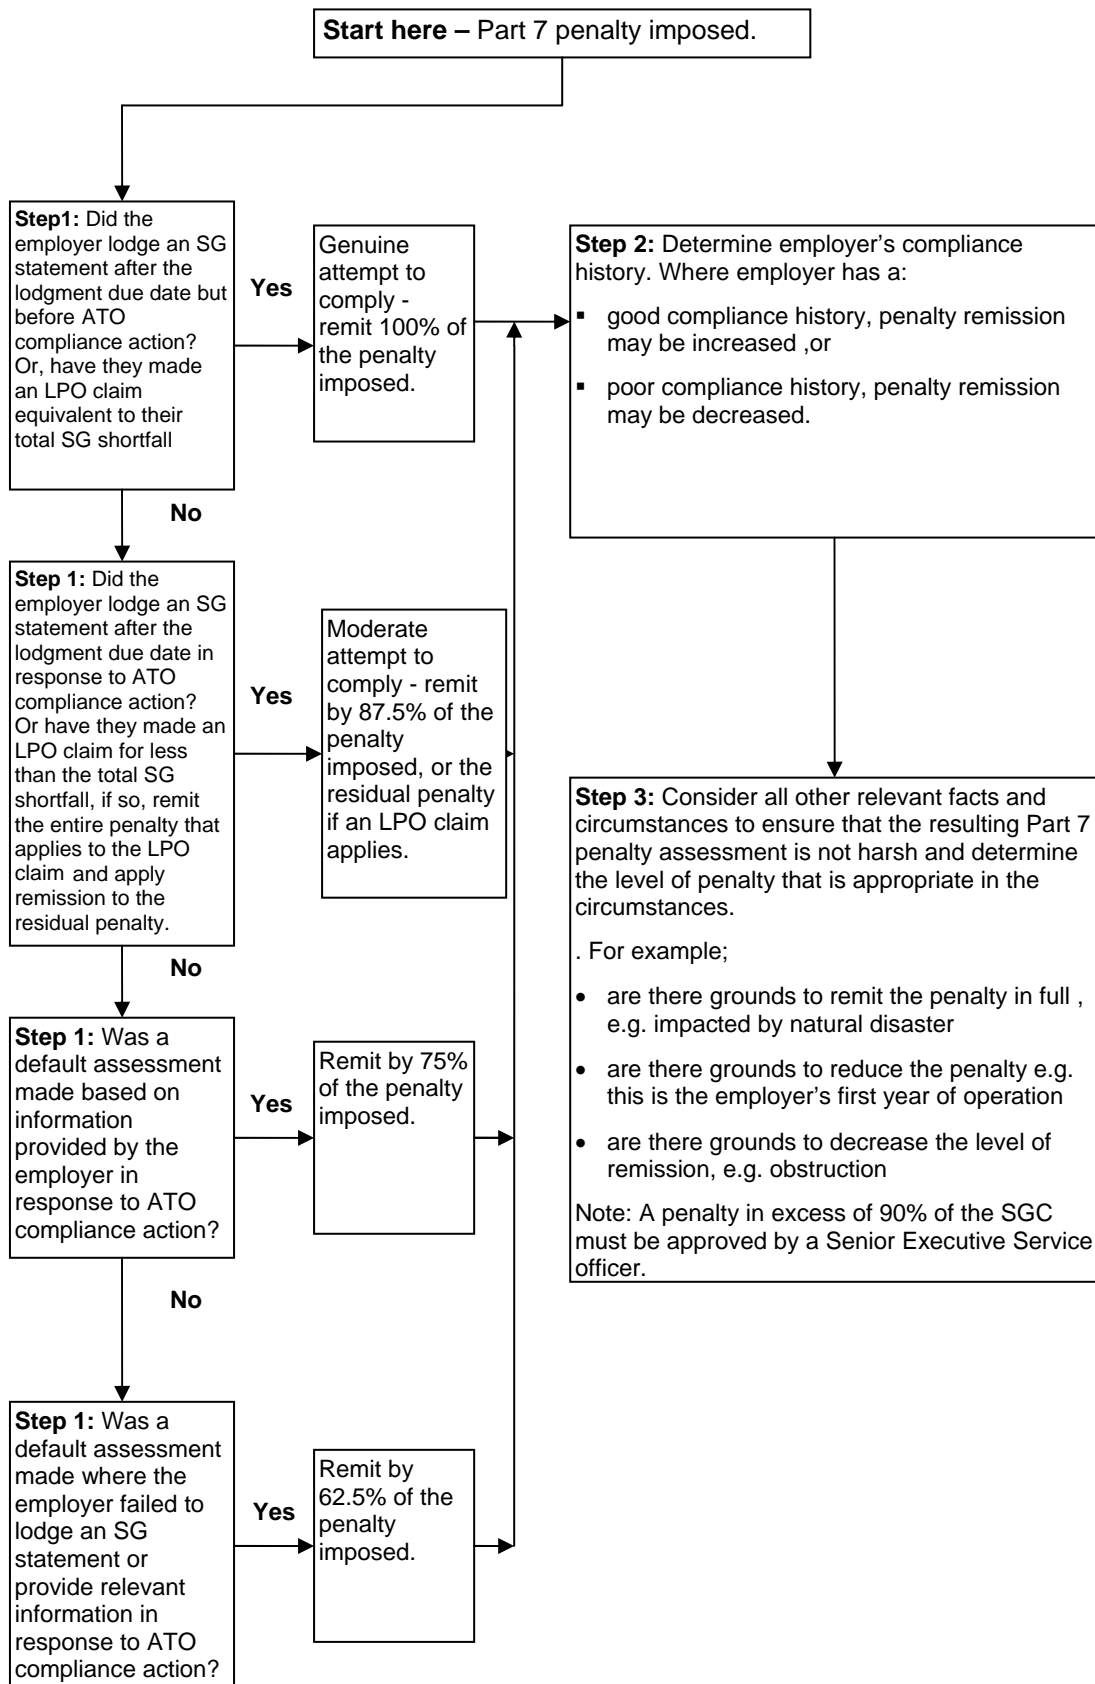 Start here – Part 7 penalty imposed.
Step1: Did the
employer lodge an SG
statement after the
lodgment due date but
before ATO
compliance action?
Or, have they made
an LPO claim
equivalent to their
total SG shortfall
Yes
Genuine
attempt to
comply -
remit 100% of
the penalty
imposed.
Step 2: Determine employer’s compliance
history. Where employer has a:
▪ good compliance history, penalty remission
may be increased ,or
▪ poor compliance history, penalty remission
may be decreased.
No
Step 1: Did the
employer lodge an SG
statement after the
lodgment due date in
response to ATO
compliance action?
Or have they made an
LPO claim for less
than the total SG
shortfall, if so, remit
the entire penalty that
applies to the LPO
claim and apply
remission to the
residual penalty.
Yes
Moderate
attempt to
comply - remit
by 87.5% of the
penalty
imposed, or the
residual penalty
if an LPO claim
applies.
Step 3: Consider all other relevant facts and
circumstances to ensure that the resulting Part 7
penalty assessment is not harsh and determine
the level of penalty that is appropriate in the
circumstances.
. For example;
• are there grounds to remit the penalty in full ,
e.g. impacted by natural disaster
• are there grounds to reduce the penalty e.g.
this is the employer’s first year of operation
• are there grounds to decrease the level of
remission, e.g. obstruction
Note: A penalty in excess of 90% of the SGC
must be approved by a Senior Executive Service
officer.
No
Step 1: Was a
default assessment
made based on
information
provided by the
employer in
response to ATO
compliance action?
Yes
Remit by 75%
of the penalty
imposed.
No
Step 1: Was a
default assessment
made where the
employer failed to
lodge an SG
statement or
provide relevant
information in
response to ATO
compliance action?
Yes
Remit by
62.5% of the
penalty
imposed.